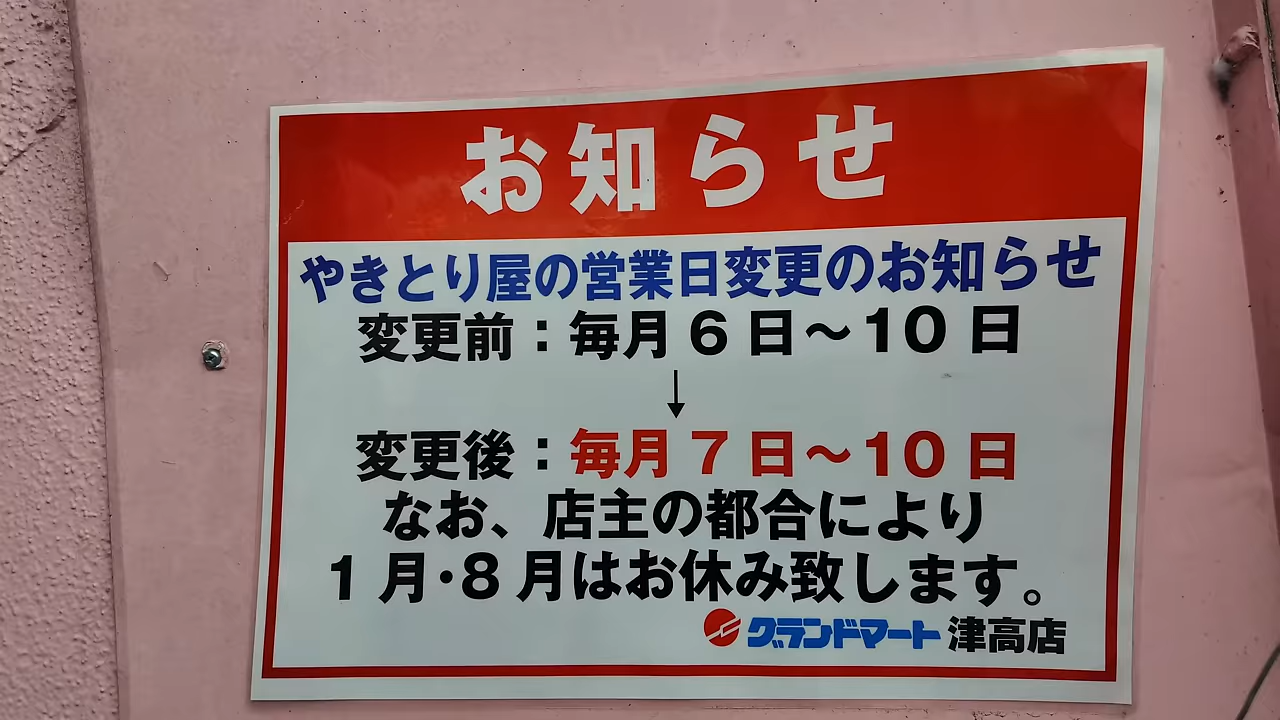 お知らせ
やきとり屋の営業日変更のお知らせ
変更前：毎月６日～10日
↓
変更後：毎月７日～10日
なお、店主の都合により
１月・８月はお休み致します。
グランドマート 津高店